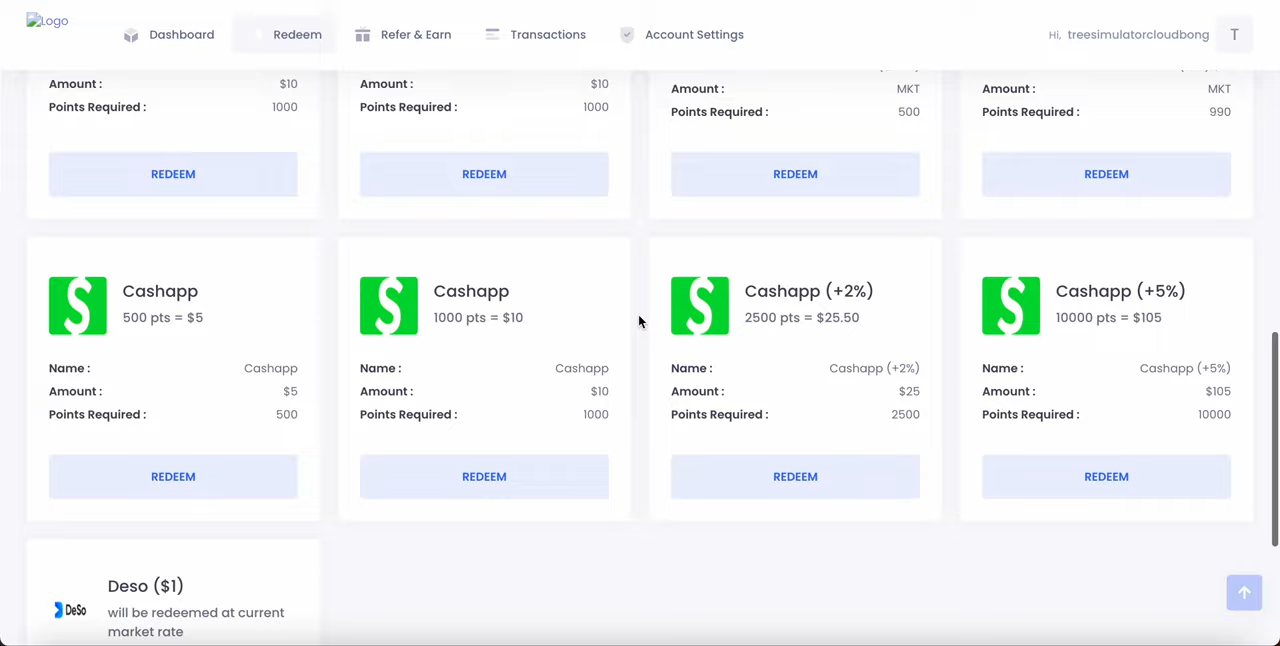 Logo
Dashboard
Redeem
Refer & Earn
Transactions
Account Settings
Hi, treesimulatorcloudbong
T
Amount : $10
Points Required : 1000
REDEEM
Amount : $10
Points Required : 1000
REDEEM
Amount : MKT
Points Required : 500
REDEEM
Amount : MKT
Points Required : 990
REDEEM
Cashapp
500 pts = $5
Name : Cashapp
Amount : $5
Points Required : 500
REDEEM
Cashapp
1000 pts = $10
Name : Cashapp
Amount : $10
Points Required : 1000
REDEEM
Cashapp (+2%)
2500 pts = $25.50
Name : Cashapp (+2%)
Amount : $25
Points Required : 2500
REDEEM
Cashapp (+5%)
10000 pts = $105
Name : Cashapp (+5%)
Amount : $105
Points Required : 10000
REDEEM
DeSo
Deso ($1)
will be redeemed at current
market rate